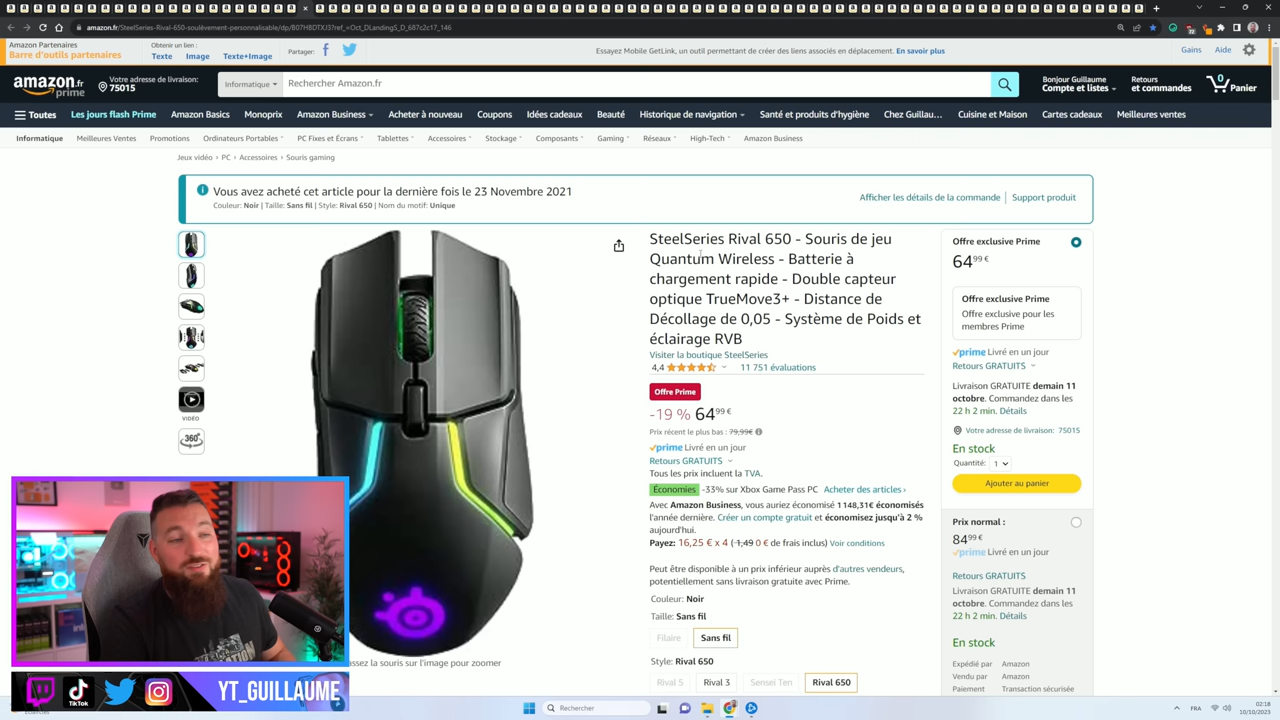 amazon.fr/SteelSeries-Rival-650-soulèvement-personnalisable/dp/B07HBDTXJ3?ref_=Oct_DLandingS_D_687c2c17_146
Amazon Partenaires
Barre d'outils partenaires
Obtenir un lien :
Texte Image Texte+Image
Partager:
Essayez Mobile GetLink, un outil permettant de créer des liens associés en déplacement. En savoir plus
Gains Aide
amazon.fr
prime
Votre adresse de livraison:
75015
Informatique
Rechercher Amazon.fr
Bonjour Guillaume
Compte et listes
Retours
et commandes
0
Panier
Toutes Les jours flash Prime Amazon Basics Monoprix Amazon Business Acheter à nouveau Coupons Idées cadeaux Beauté Historique de navigation Santé et produits d'hygiène Chez Guillau... Cuisine et Maison Cartes cadeaux Meilleures ventes
Informatique Meilleures Ventes Promotions Ordinateurs Portables PC Fixes et Écrans Tablettes Accessoires Stockage Composants Gaming Réseaux High-Tech Amazon Business
Jeux vidéo › PC › Accessoires › Souris gaming
Vous avez acheté cet article pour la dernière fois le 23 Novembre 2021
Couleur: Noir | Taille: Sans fil | Style: Rival 650 | Nom du motif: Unique
Afficher les détails de la commande | Support produit
VIDÉO
360°
SteelSeries Rival 650 - Souris de jeu
Quantum Wireless - Batterie à
chargement rapide - Double capteur
optique TrueMove3+ - Distance de
Décollage de 0,05 - Système de Poids et
éclairage RVB
Visiter la boutique SteelSeries
4,4 11 751 évaluations
Offre Prime
-19 % 64,99 €
Prix récent le plus bas : 79,99€
prime Livré en un jour
Retours GRATUITS
Tous les prix incluent la TVA.
Économies -33% sur Xbox Game Pass PC Acheter des articles ›
Avec Amazon Business, vous auriez économisé 1 148,31€ économisés
l'année dernière. Créer un compte gratuit et économisez jusqu'à 2 %
aujourd'hui.
Payez: 16,25 € x 4 (1,49 0 € de frais inclus) Voir conditions
Peut être disponible à un prix inférieur auprès d'autres vendeurs,
potentiellement sans livraison gratuite avec Prime.
Couleur: Noir
Taille: Sans fil
Filaire Sans fil
Style: Rival 650
Rival 5 Rival 3 Sensei Ten Rival 650
assez la souris sur l'image pour zoomer
Offre exclusive Prime
64,99 €
Offre exclusive Prime
Offre exclusive pour les
membres Prime
prime Livré en un jour
Retours GRATUITS
Livraison GRATUITE demain 11
octobre. Commandez dans les
22 h 2 min. Détails
Votre adresse de livraison: 75015
En stock
Quantité: 1
Ajouter au panier
Prix normal :
84,99 €
prime Livré en un jour
Retours GRATUITS
Livraison GRATUITE demain 11
octobre. Commandez dans les
22 h 2 min. Détails
En stock
Expédié par Amazon
Vendu par Amazon
Paiement Transaction sécurisée
TikTok
YT_GUILLAUME
Rechercher
FRA
02:18
10/10/2023